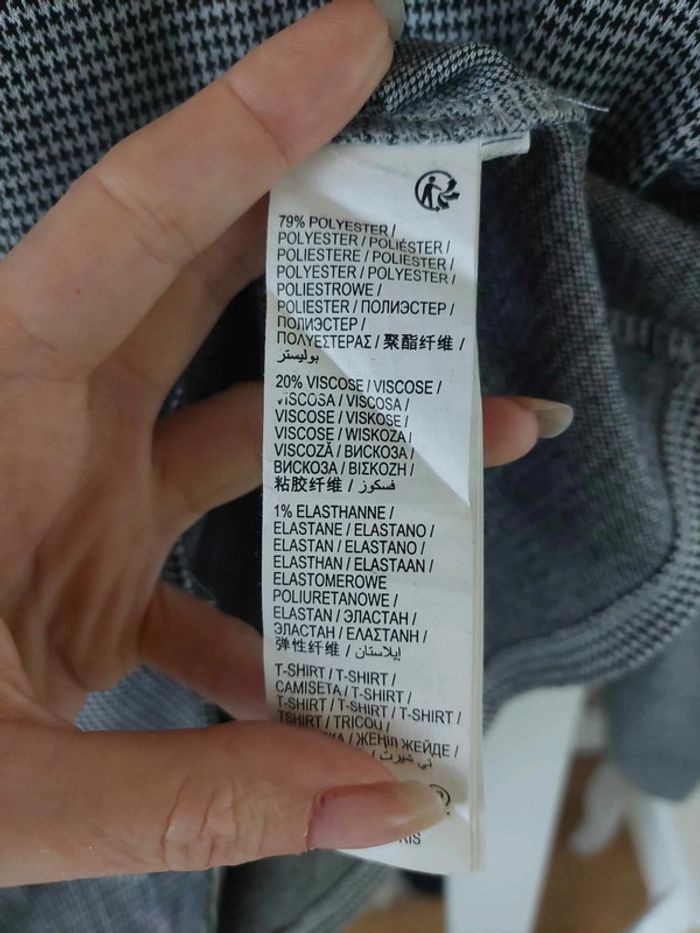 79% POLYESTER /
POLYESTER / POLIÉSTER /
POLIESTERE / POLIESTER /
POLYESTER / POLYESTER /
POLIESTROWE /
POLIESTER / ПОЛИЭСТЕР /
ПОЛИЭСТЕР /
ΠΟΛΥΕΣΤΕΡΑΣ / 聚酯纤维 /
بوليستر
20% VISCOSE / VISCOSE /
VISCOSA / VISCOSA /
VISCOSE / VISKOSE /
VISCOSE / WISKOZA /
VISCOZĂ / ВИСКОЗА /
ВИСКОЗА / ΒΙΣΚΟΖΗ /
粘胶纤维 / فسكوز
1% ELASTHANNE /
ELASTANE / ELASTANO /
ELASTAN / ELASTANO /
ELASTHAN / ELASTAAN /
ELASTOMEROWE
POLIURETANOWE /
ELASTAN / ЭЛАСТАН /
ЭЛАСТАН / ΕΛΑΣΤΑΝΗ /
弹性纤维 / إيلاستان
T-SHIRT / T-SHIRT /
CAMISETA / T-SHIRT /
T-SHIRT / T-SHIRT / T-SHIRT /
TSHIRT / TRICOU /
/ ЖЕҢІЛ ЖЕЙДЕ /
/ تي شيرت